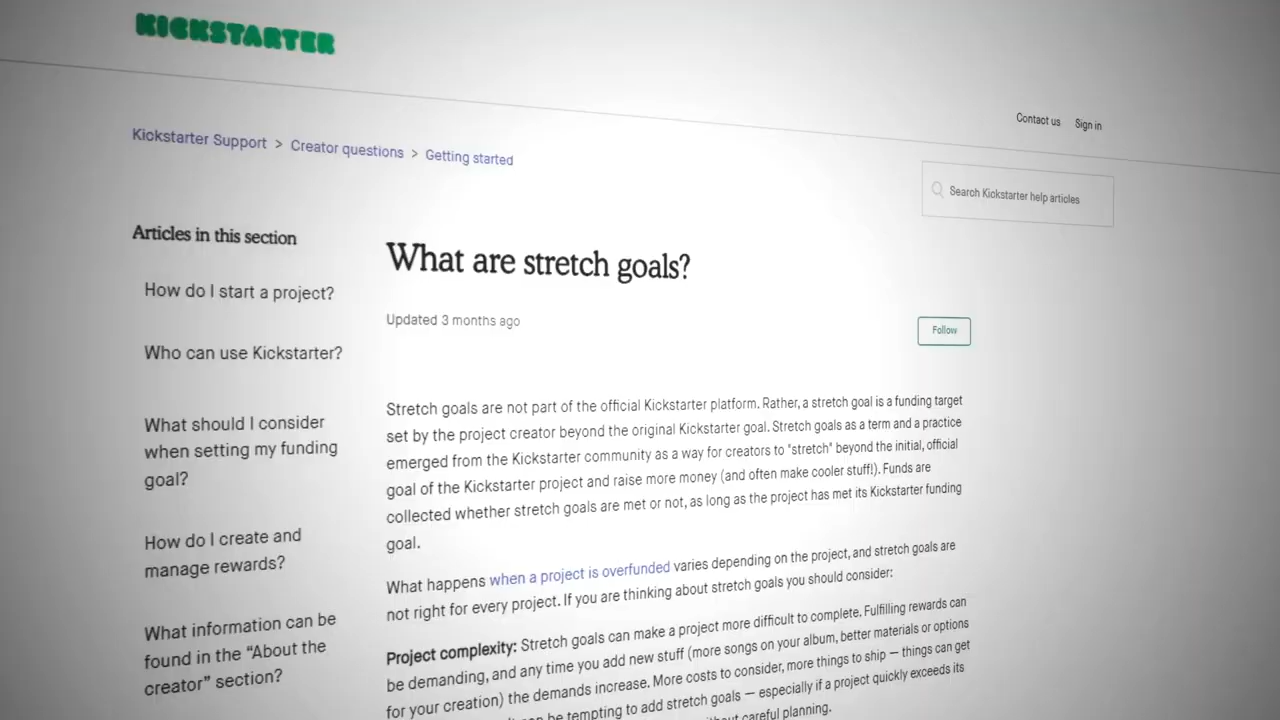 KICKSTARTER
Contact us Sign in
Kickstarter Support > Creator questions > Getting started
Search Kickstarter help articles
Articles in this section
How do I start a project?
Who can use Kickstarter?
What should I consider
when setting my funding
goal?
How do I create and
manage rewards?
What information can be
found in the “About the
creator” section?
What are stretch goals?
Updated 3 months ago
Follow
Stretch goals are not part of the official Kickstarter platform. Rather, a stretch goal is a funding target
set by the project creator beyond the original Kickstarter goal. Stretch goals as a term and a practice
emerged from the Kickstarter community as a way for creators to "stretch" beyond the initial, official
goal of the Kickstarter project and raise more money (and often make cooler stuff!). Funds are
collected whether stretch goals are met or not, as long as the project has met its Kickstarter funding
goal.
What happens when a project is overfunded varies depending on the project, and stretch goals are
not right for every project. If you are thinking about stretch goals you should consider:
Project complexity: Stretch goals can make a project more difficult to complete. Fulfilling rewards can
be demanding, and any time you add new stuff (more songs on your album, better materials or options
for your creation) the demands increase. More costs to consider, more things to ship — things can get
be tempting to add stretch goals — especially if a project quickly exceeds its
careful planning.